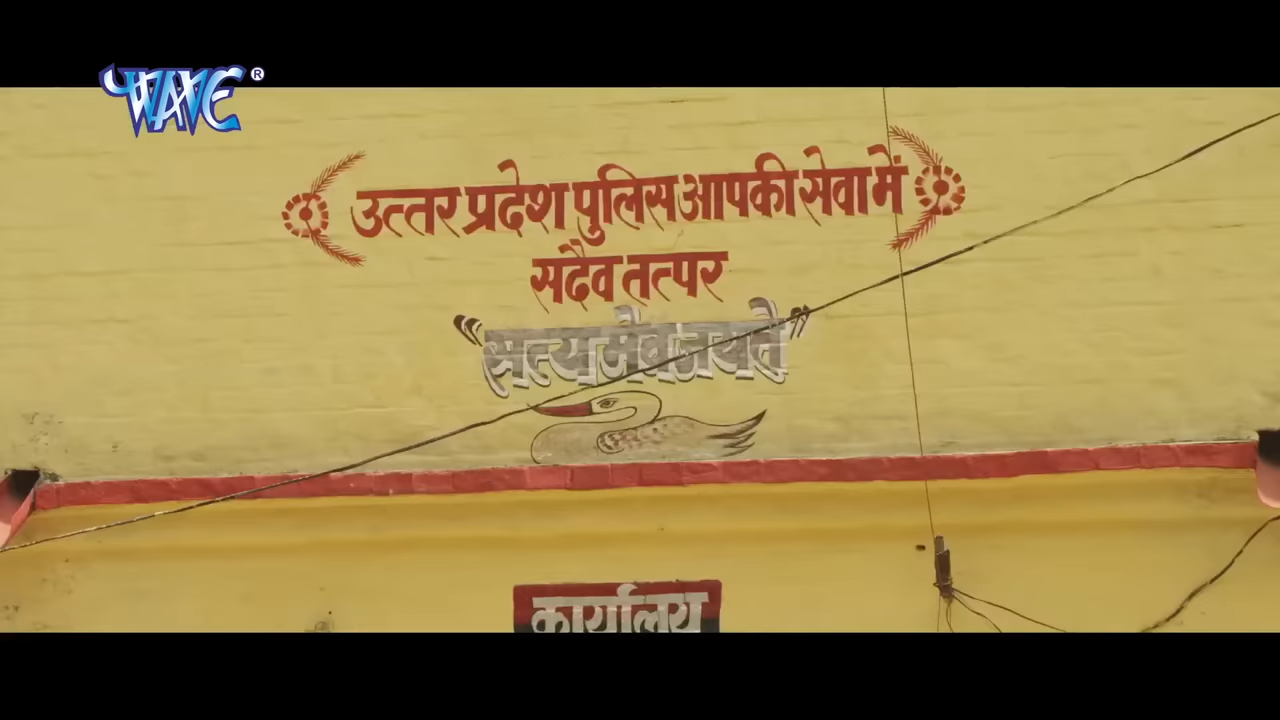 WAVE ®
उत्तर प्रदेश पुलिस आपकी सेवा में
सदैव तत्पर
"सत्यमेव जयते"
कार्यालय